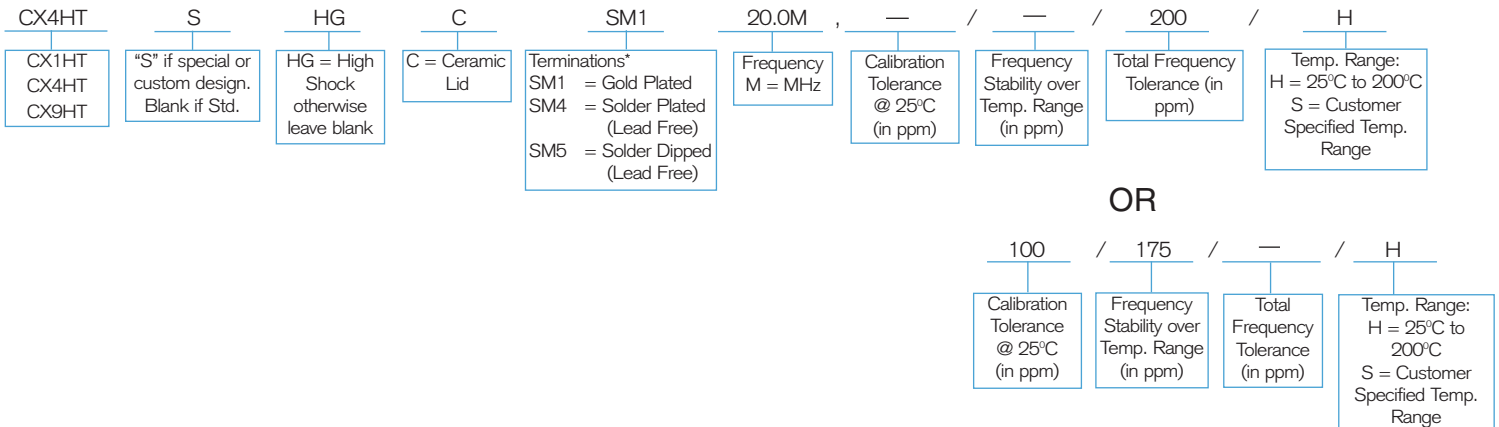 CX4HT S HG C SM1 20.0M , — / — / 200 / H
CX1HT
CX4HT
CX9HT
“S” if special or
custom design.
Blank if Std.
HG = High
Shock
otherwise
leave blank
C = Ceramic
Lid
Terminations*
SM1 = Gold Plated
SM4 = Solder Plated
(Lead Free)
SM5 = Solder Dipped
(Lead Free)
Frequency
M = MHz
Calibration
Tolerance
@ 25ºC
(in ppm)
Frequency
Stability over
Temp. Range
(in ppm)
Total Frequency
Tolerance (in
ppm)
Temp. Range:
H = 25ºC to 200ºC
S = Customer
Specified Temp.
Range
OR
100 / 175 / — / H
Calibration
Tolerance
@ 25ºC
(in ppm)
Frequency
Stability over
Temp. Range
(in ppm)
Total
Frequency
Tolerance
(in ppm)
Temp. Range:
H = 25ºC to
200ºC
S = Customer
Specified Temp.
Range